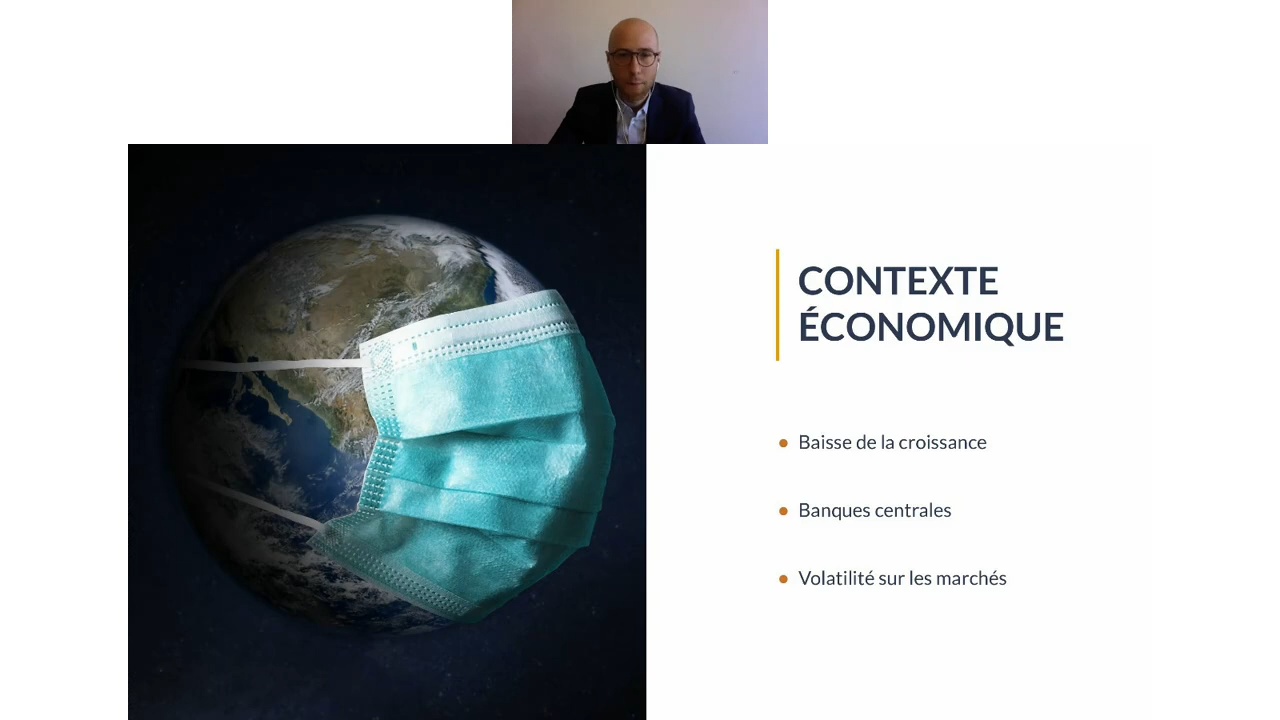 CONTEXTE
ÉCONOMIQUE
Baisse de la croissance
Banques centrales
Volatilité sur les marchés